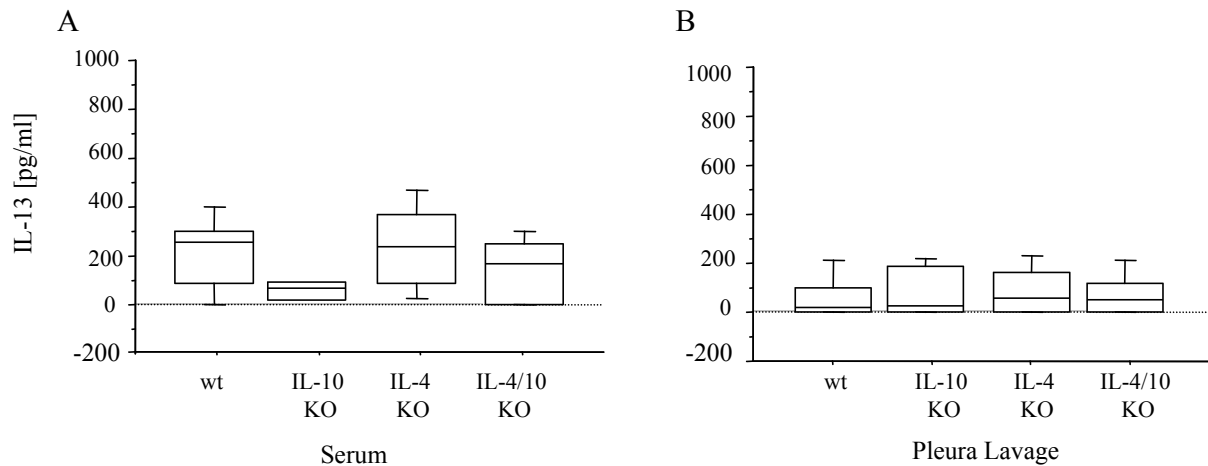 A
IL-13 [pg/ml]
1000
800
600
400
200
0
-200
wt
IL-10
KO
IL-4
KO
IL-4/10
KO
Serum
B
1000
800
600
400
200
0
-200
wt
IL-10
KO
IL-4
KO
IL-4/10
KO
Pleura Lavage